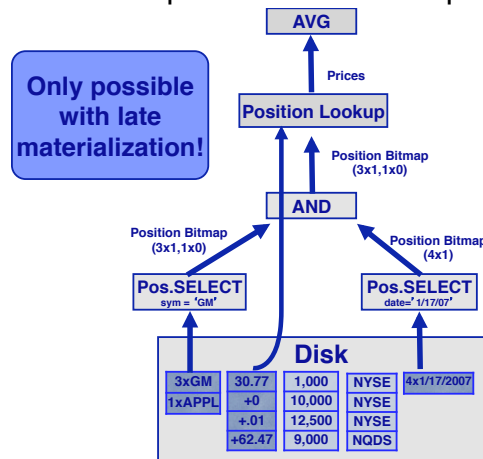 AVG
Prices
Only possible
with late
materialization!
Position Lookup
Position Bitmap
(3x1,1x0)
AND
Position Bitmap
(3x1,1x0)
Position Bitmap
(4x1)
Pos.SELECT
sym = 'GM'
Pos.SELECT
date='1/17/07'
Disk
3xGM 30.77 1,000 NYSE 4x1/17/2007
1xAPPL +0 10,000 NYSE
+.01 12,500 NYSE
+62.47 9,000 NQDS